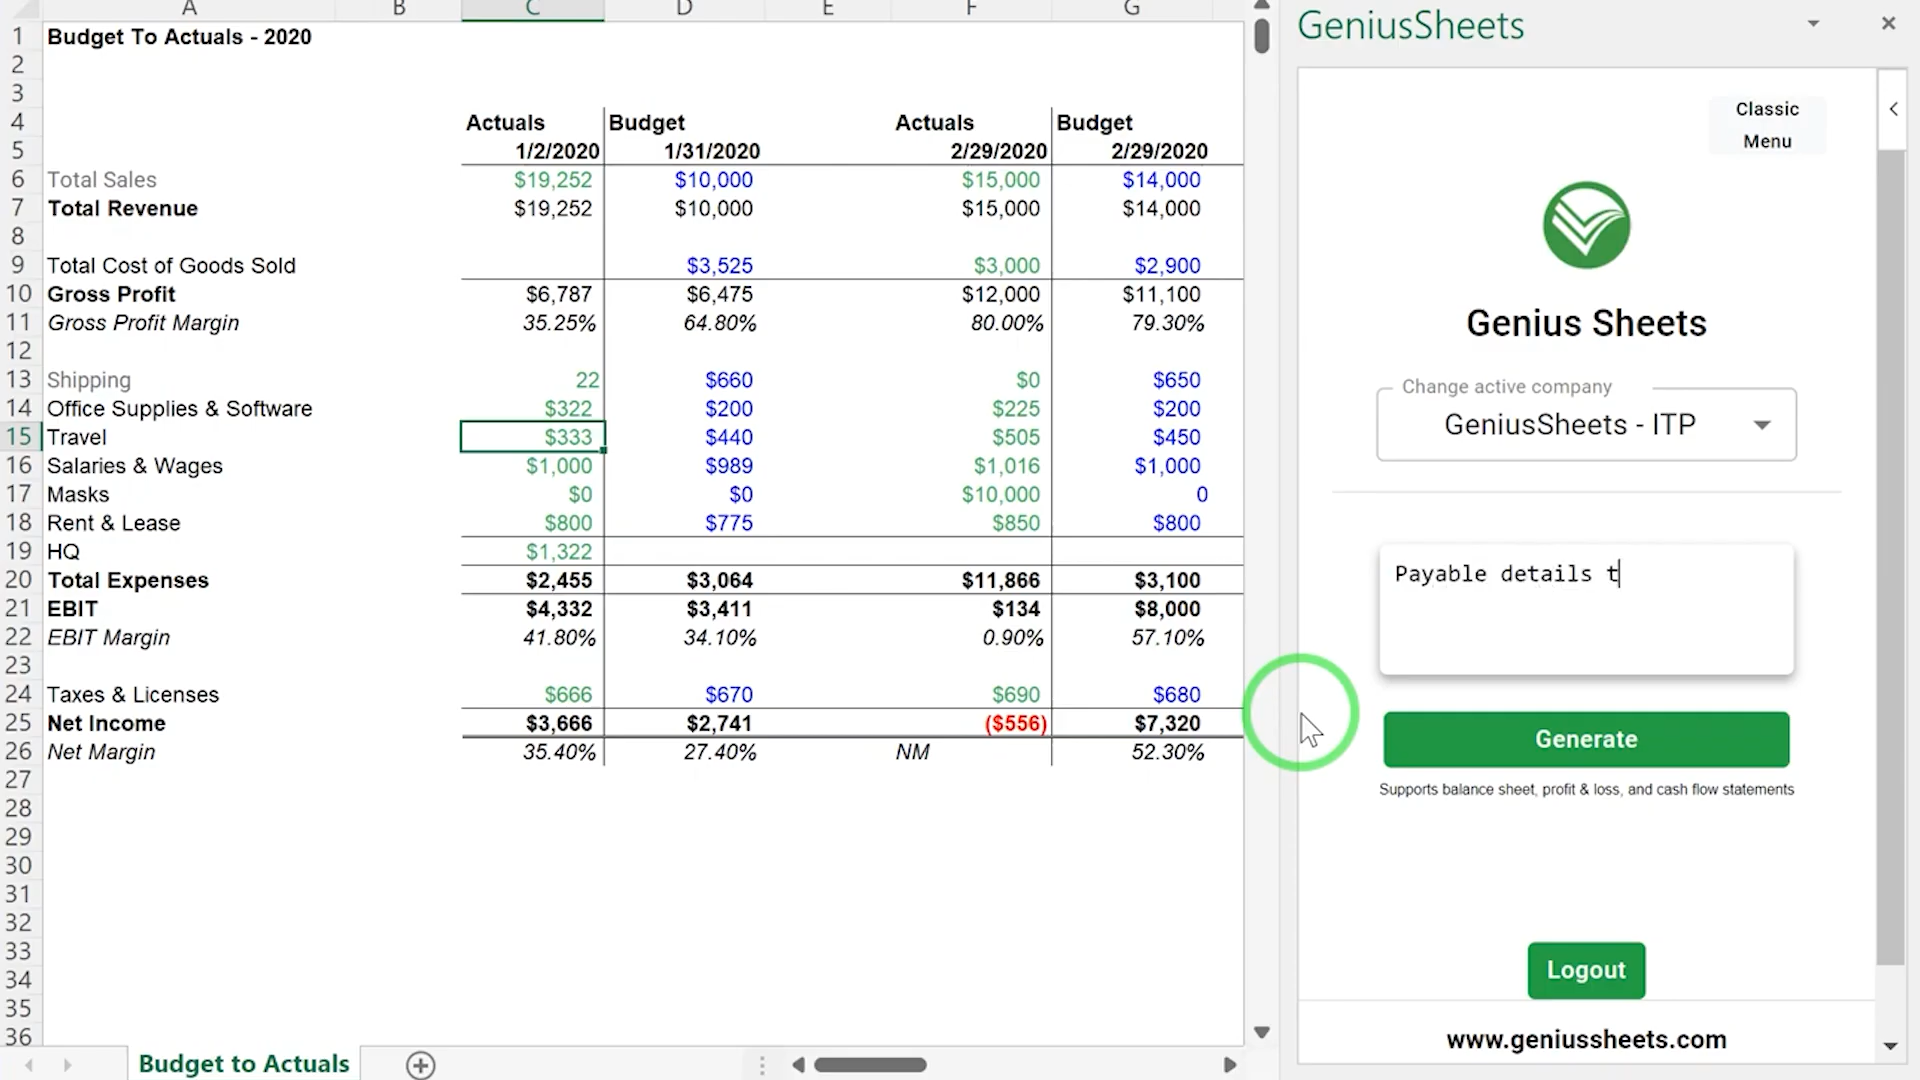 A B C D E F G
1 Budget To Actuals - 2020
2
3
4 Actuals Budget Actuals Budget
5 1/2/2020 1/31/2020 2/29/2020 2/29/2020
6 Total Sales $19,252 $10,000 $15,000 $14,000
7 Total Revenue $19,252 $10,000 $15,000 $14,000
8
9 Total Cost of Goods Sold $3,525 $3,000 $2,900
10 Gross Profit $6,787 $6,475 $12,000 $11,100
11 Gross Profit Margin 35.25% 64.80% 80.00% 79.30%
12
13 Shipping 22 $660 $0 $650
14 Office Supplies & Software $322 $200 $225 $200
15 Travel $333 $440 $505 $450
16 Salaries & Wages $1,000 $989 $1,016 $1,000
17 Masks $0 $0 $10,000 0
18 Rent & Lease $800 $775 $850 $800
19 HQ $1,322
20 Total Expenses $2,455 $3,064 $11,866 $3,100
21 EBIT $4,332 $3,411 $134 $8,000
22 EBIT Margin 41.80% 34.10% 0.90% 57.10%
23
24 Taxes & Licenses $666 $670 $690 $680
25 Net Income $3,666 $2,741 ($556) $7,320
26 Net Margin 35.40% 27.40% NM 52.30%
27
28
29
30
31
32
33
34
35
36
Budget to Actuals
GeniusSheets
Classic
Menu
Genius Sheets
Change active company
GeniusSheets - ITP
Payable details t
Generate
Supports balance sheet, profit & loss, and cash flow statements
Logout
www.geniussheets.com